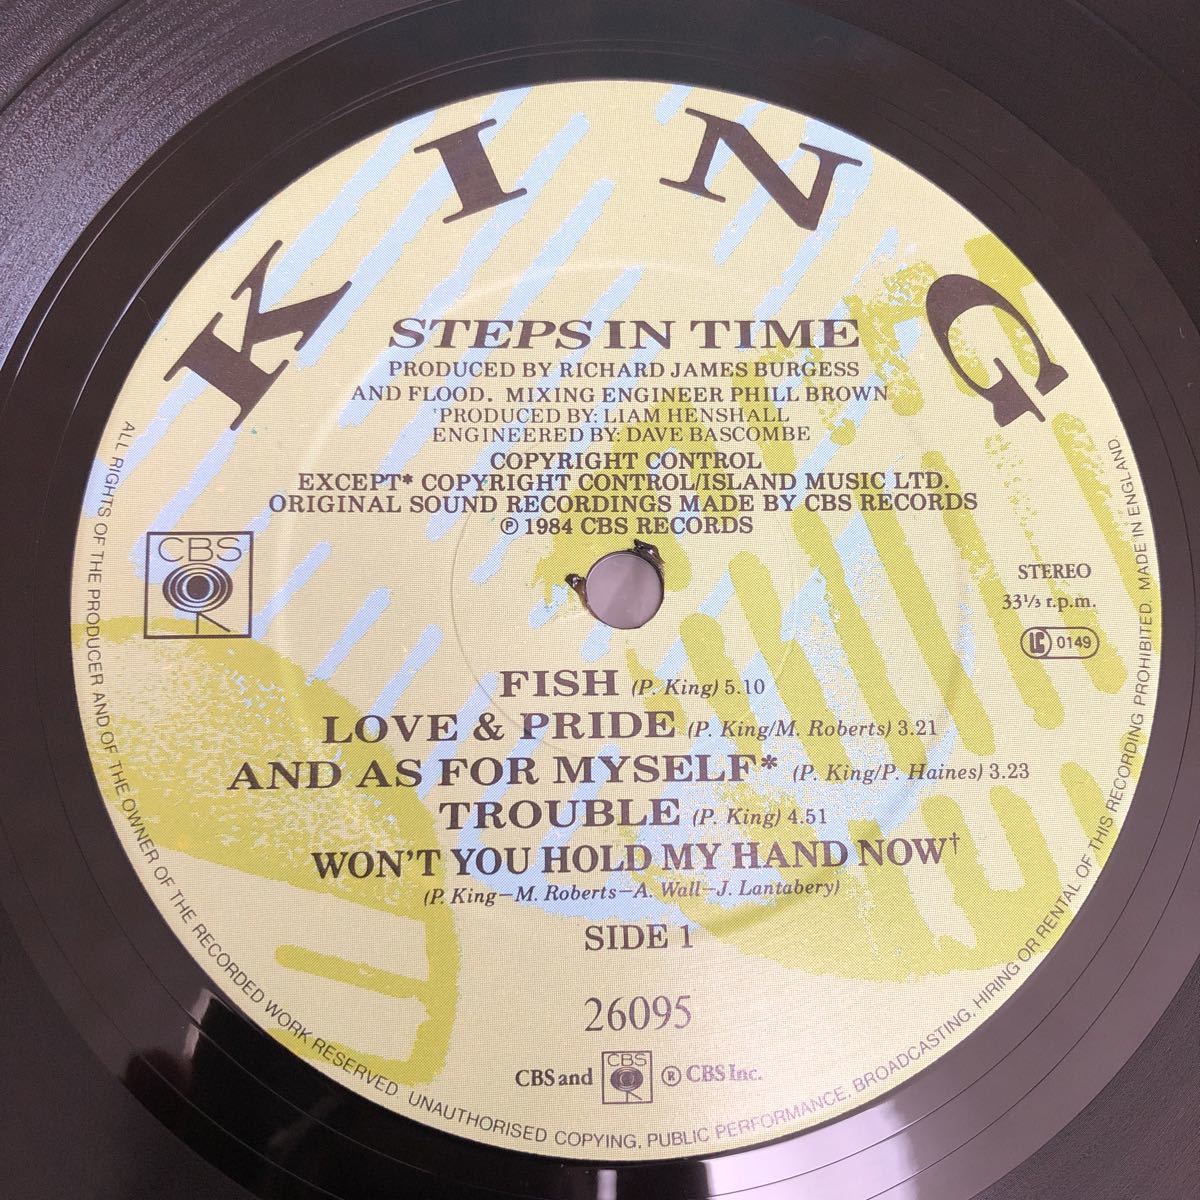 KING
STEPS IN TIME
PRODUCED BY RICHARD JAMES BURGESS
AND FLOOD. MIXING ENGINEER PHILL BROWN
'PRODUCED BY: LIAM HENSHALL
ENGINEERED BY: DAVE BASCOMBE
COPYRIGHT CONTROL
EXCEPT* COPYRIGHT CONTROL/ISLAND MUSIC LTD.
ORIGINAL SOUND RECORDINGS MADE BY CBS RECORDS
℗ 1984 CBS RECORDS
CBS
STEREO
33⅓ r.p.m.
LC 0149
FISH (P. King) 5.10
LOVE & PRIDE (P. King/M. Roberts) 3.21
AND AS FOR MYSELF* (P. King/P. Haines) 3.23
TROUBLE (P. King) 4.51
WON'T YOU HOLD MY HAND NOW†
(P. King—M. Roberts—A. Wall—J. Lantabery)
SIDE 1
26095
CBS and CBS ® CBS Inc.
ALL RIGHTS OF THE PRODUCER AND OF THE OWNER OF THE RECORDED WORK RESERVED. UNAUTHORISED COPYING, PUBLIC PERFORMANCE, BROADCASTING, HIRING OR RENTAL OF THIS RECORDING PROHIBITED. MADE IN ENGLAND